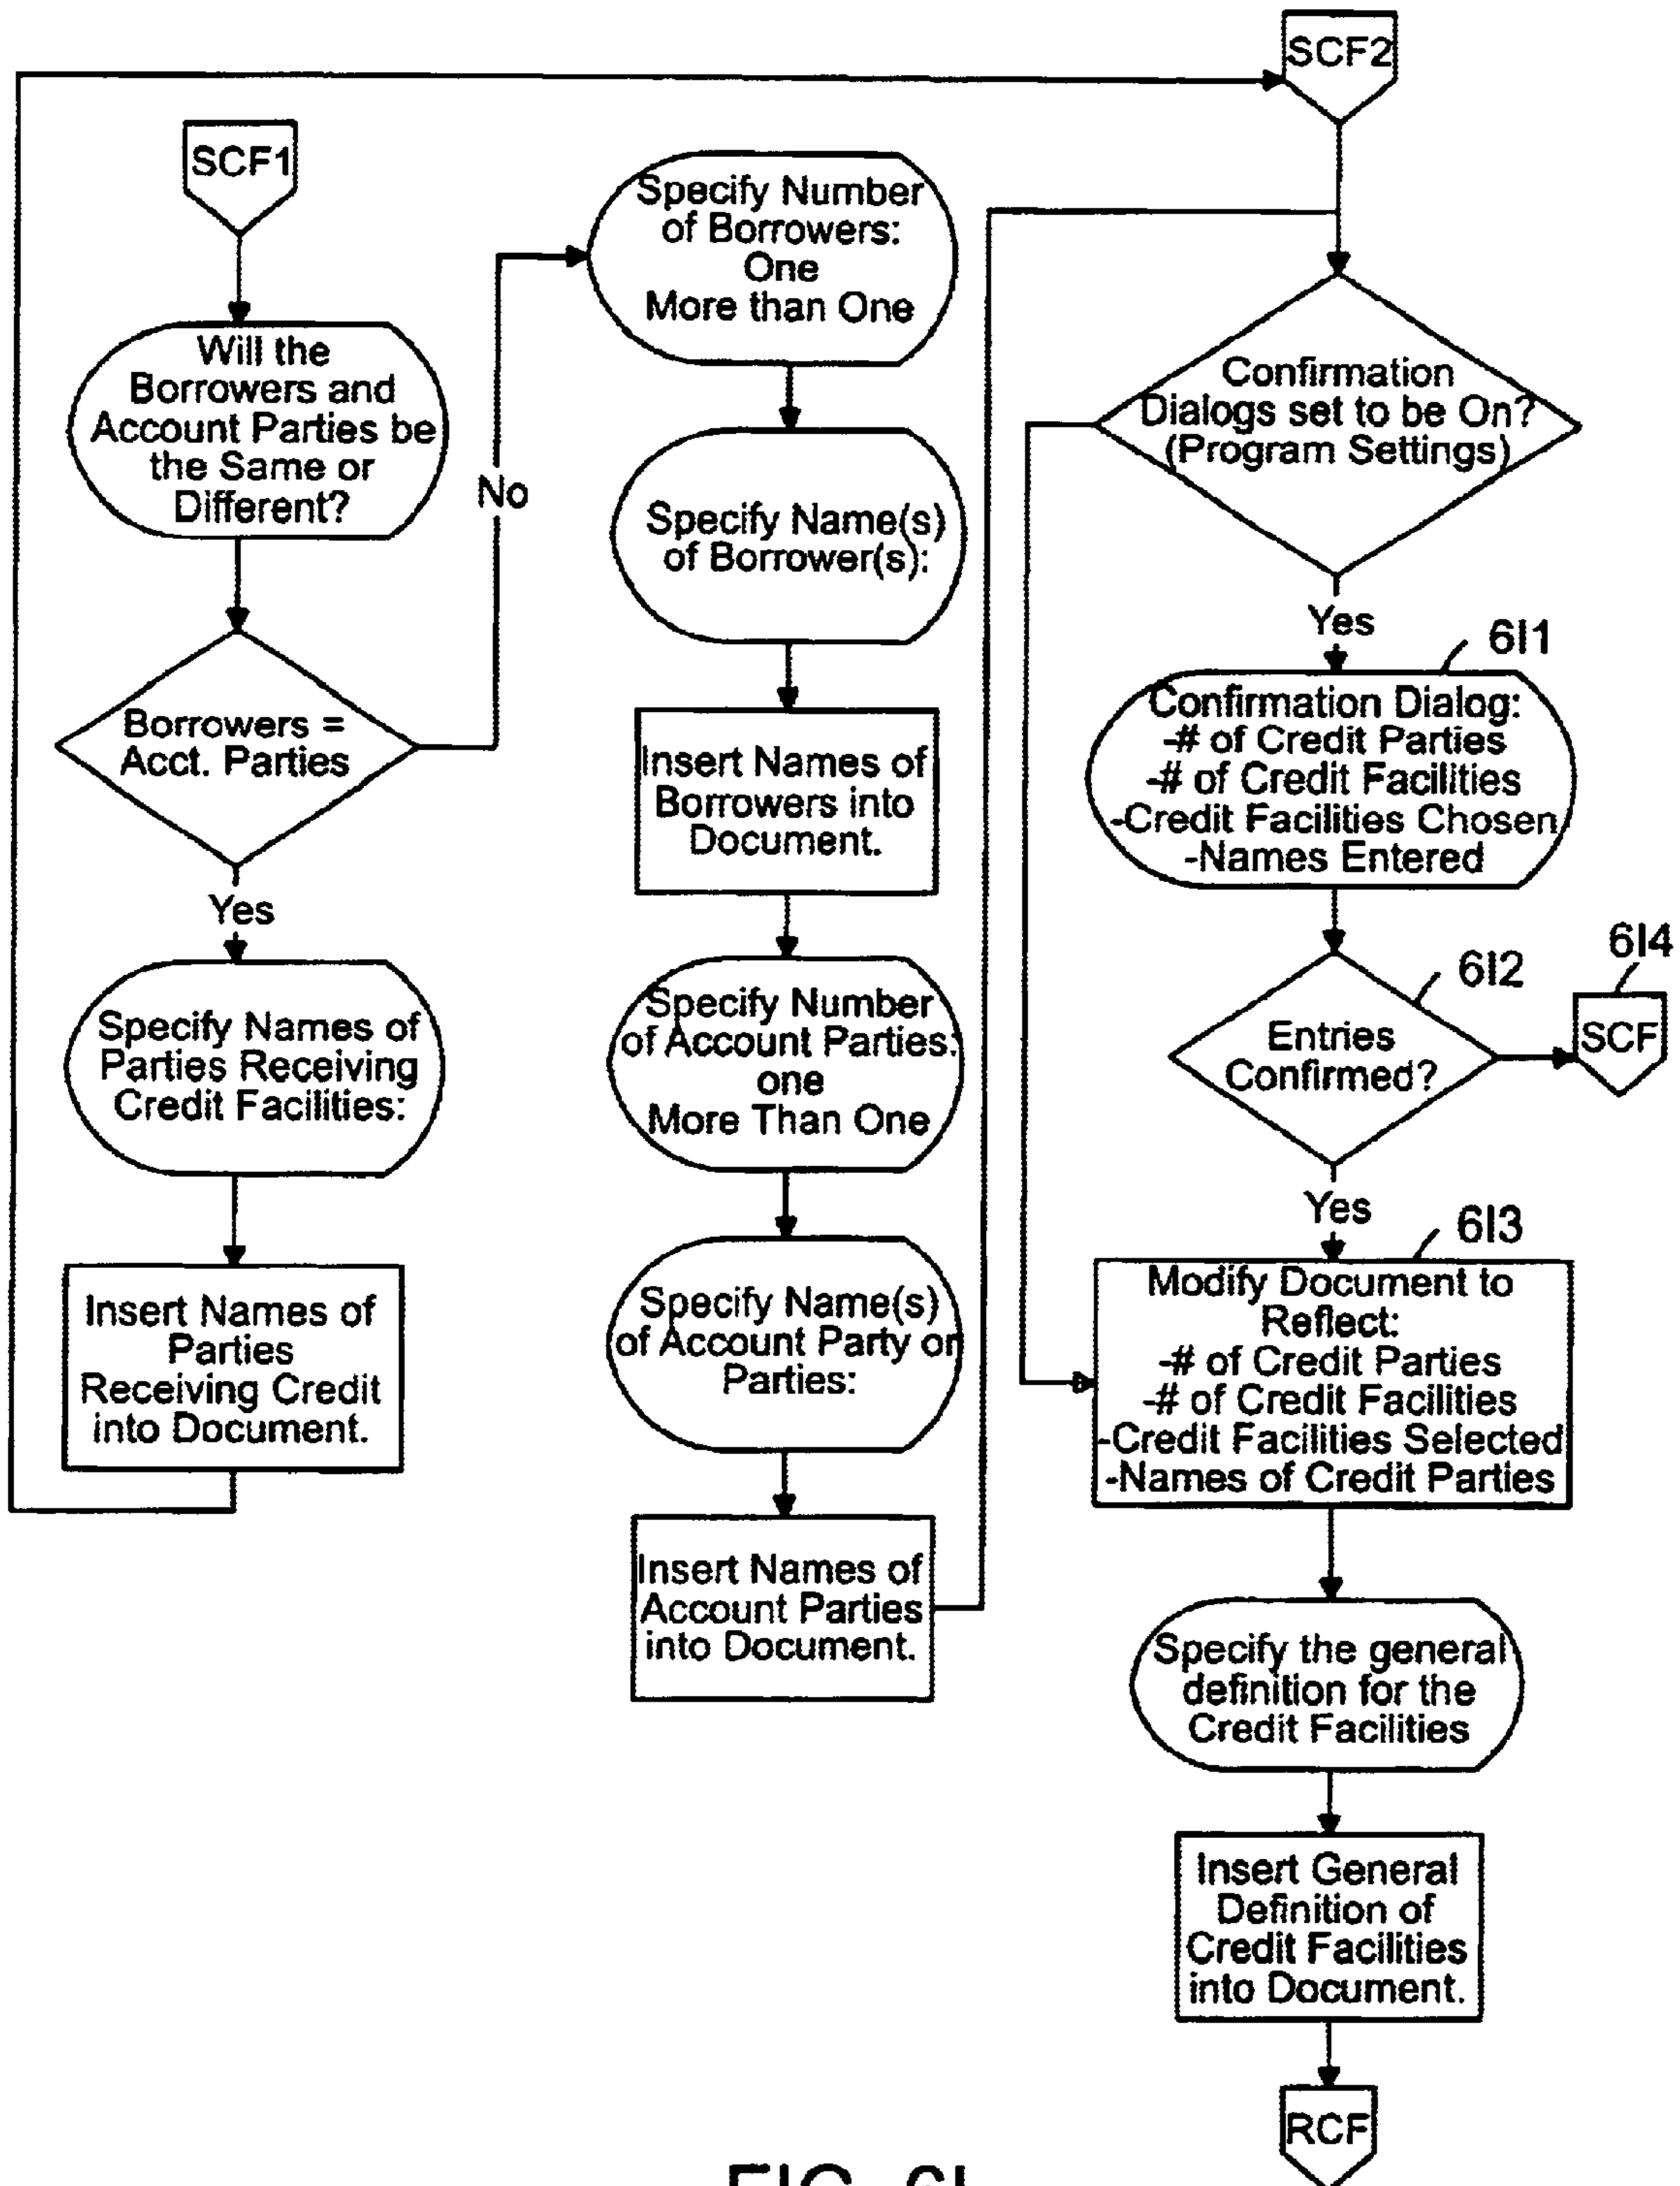 SCF2
SCF1
Will the
Borrowers and
Account Parties be
the Same or
Different?
Borrowers =
Acct. Parties
No
Yes
Specify Names of
Parties Receiving
Credit Facilities:
Insert Names of
Parties
Receiving Credit
into Document.
Specify Number
of Borrowers:
One
More than One
Specify Name(s)
of Borrower(s):
Insert Names of
Borrowers into
Document.
Specify Number
of Account Parties:
one
More Than One
Specify Name(s)
of Account Party or
Parties:
Insert Names of
Account Parties
into Document.
Confirmation
Dialogs set to be On?
(Program Settings)
Yes
6I1
Confirmation Dialog:
-# of Credit Parties
-# of Credit Facilities
-Credit Facilities Chosen
-Names Entered
6I2
Entries
Confirmed?
6I4
SCF
Yes
6I3
Modify Document to
Reflect:
-# of Credit Parties
-# of Credit Facilities
-Credit Facilities Selected
-Names of Credit Parties
Specify the general
definition for the
Credit Facilities
Insert General
Definition of
Credit Facilities
into Document.
RCF
FIG. 6I